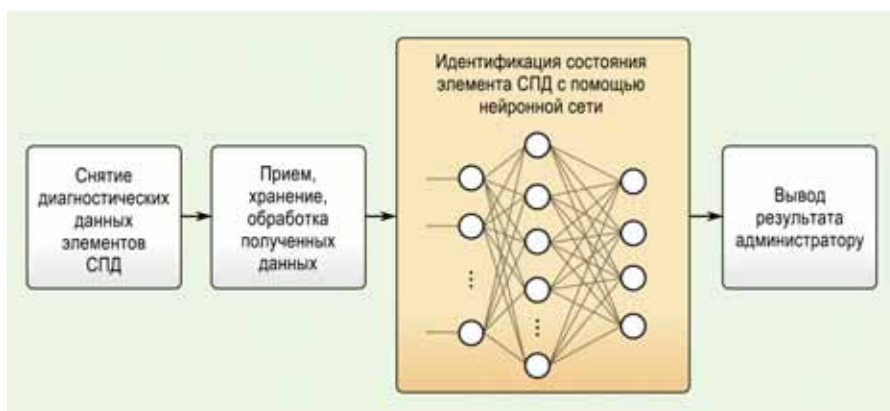 Снятие
диагностических
данных
элементов
СПД
Прием,
хранение,
обработка
полученных
данных
Идентификация состояния
элемента СПД с помощью
нейронной сети
Вывод
результата
администратору